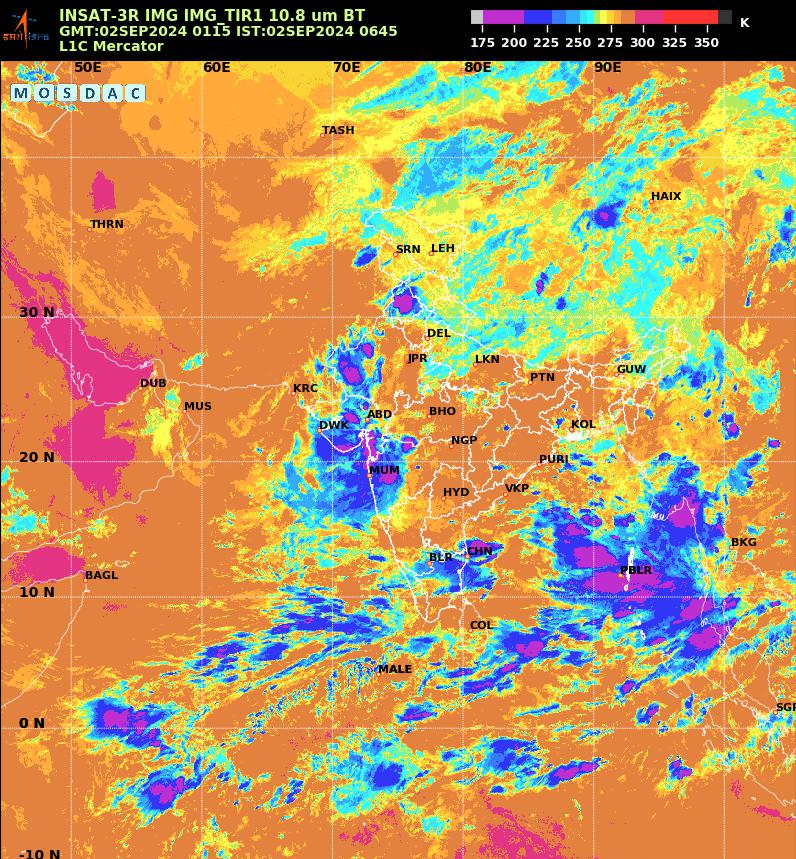 INSAT-3R IMG IMG_TIR1 10.8 um BT
GMT:02SEP2024 0115 IST:02SEP2024 0645
L1C Mercator
175 200 225 250 275 300 325 350
K
50E 60E 70E 80E 90E
MOSDAC
TASH
HAIX
THRN
SRN LEH
30 N
DEL
JPR LKN GUW
PTN
DUB KRC
MUS ABD BHO
DWK KOL
NGP
20 N PURI
MUM
HYD VKP
BKG
BLR CHN
BAGL PBLR
10 N
COL
MALE
SGP
0 N
-10 N